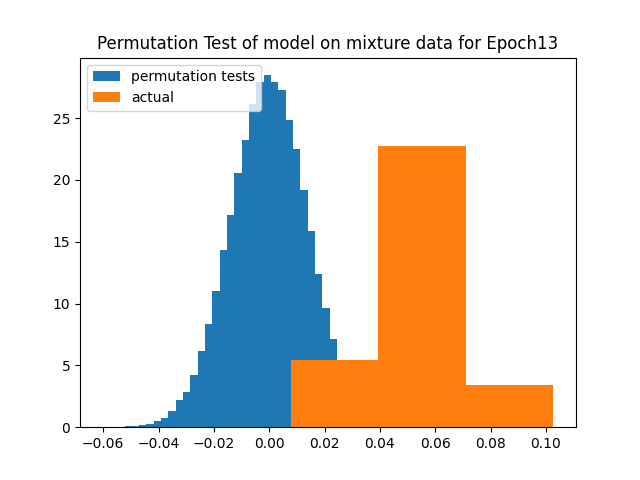 Permutation Test of model on mixture data for Epoch13
permutation tests
actual
25
20
15
10
5
0
−0.06 −0.04 −0.02 0.00 0.02 0.04 0.06 0.08 0.10